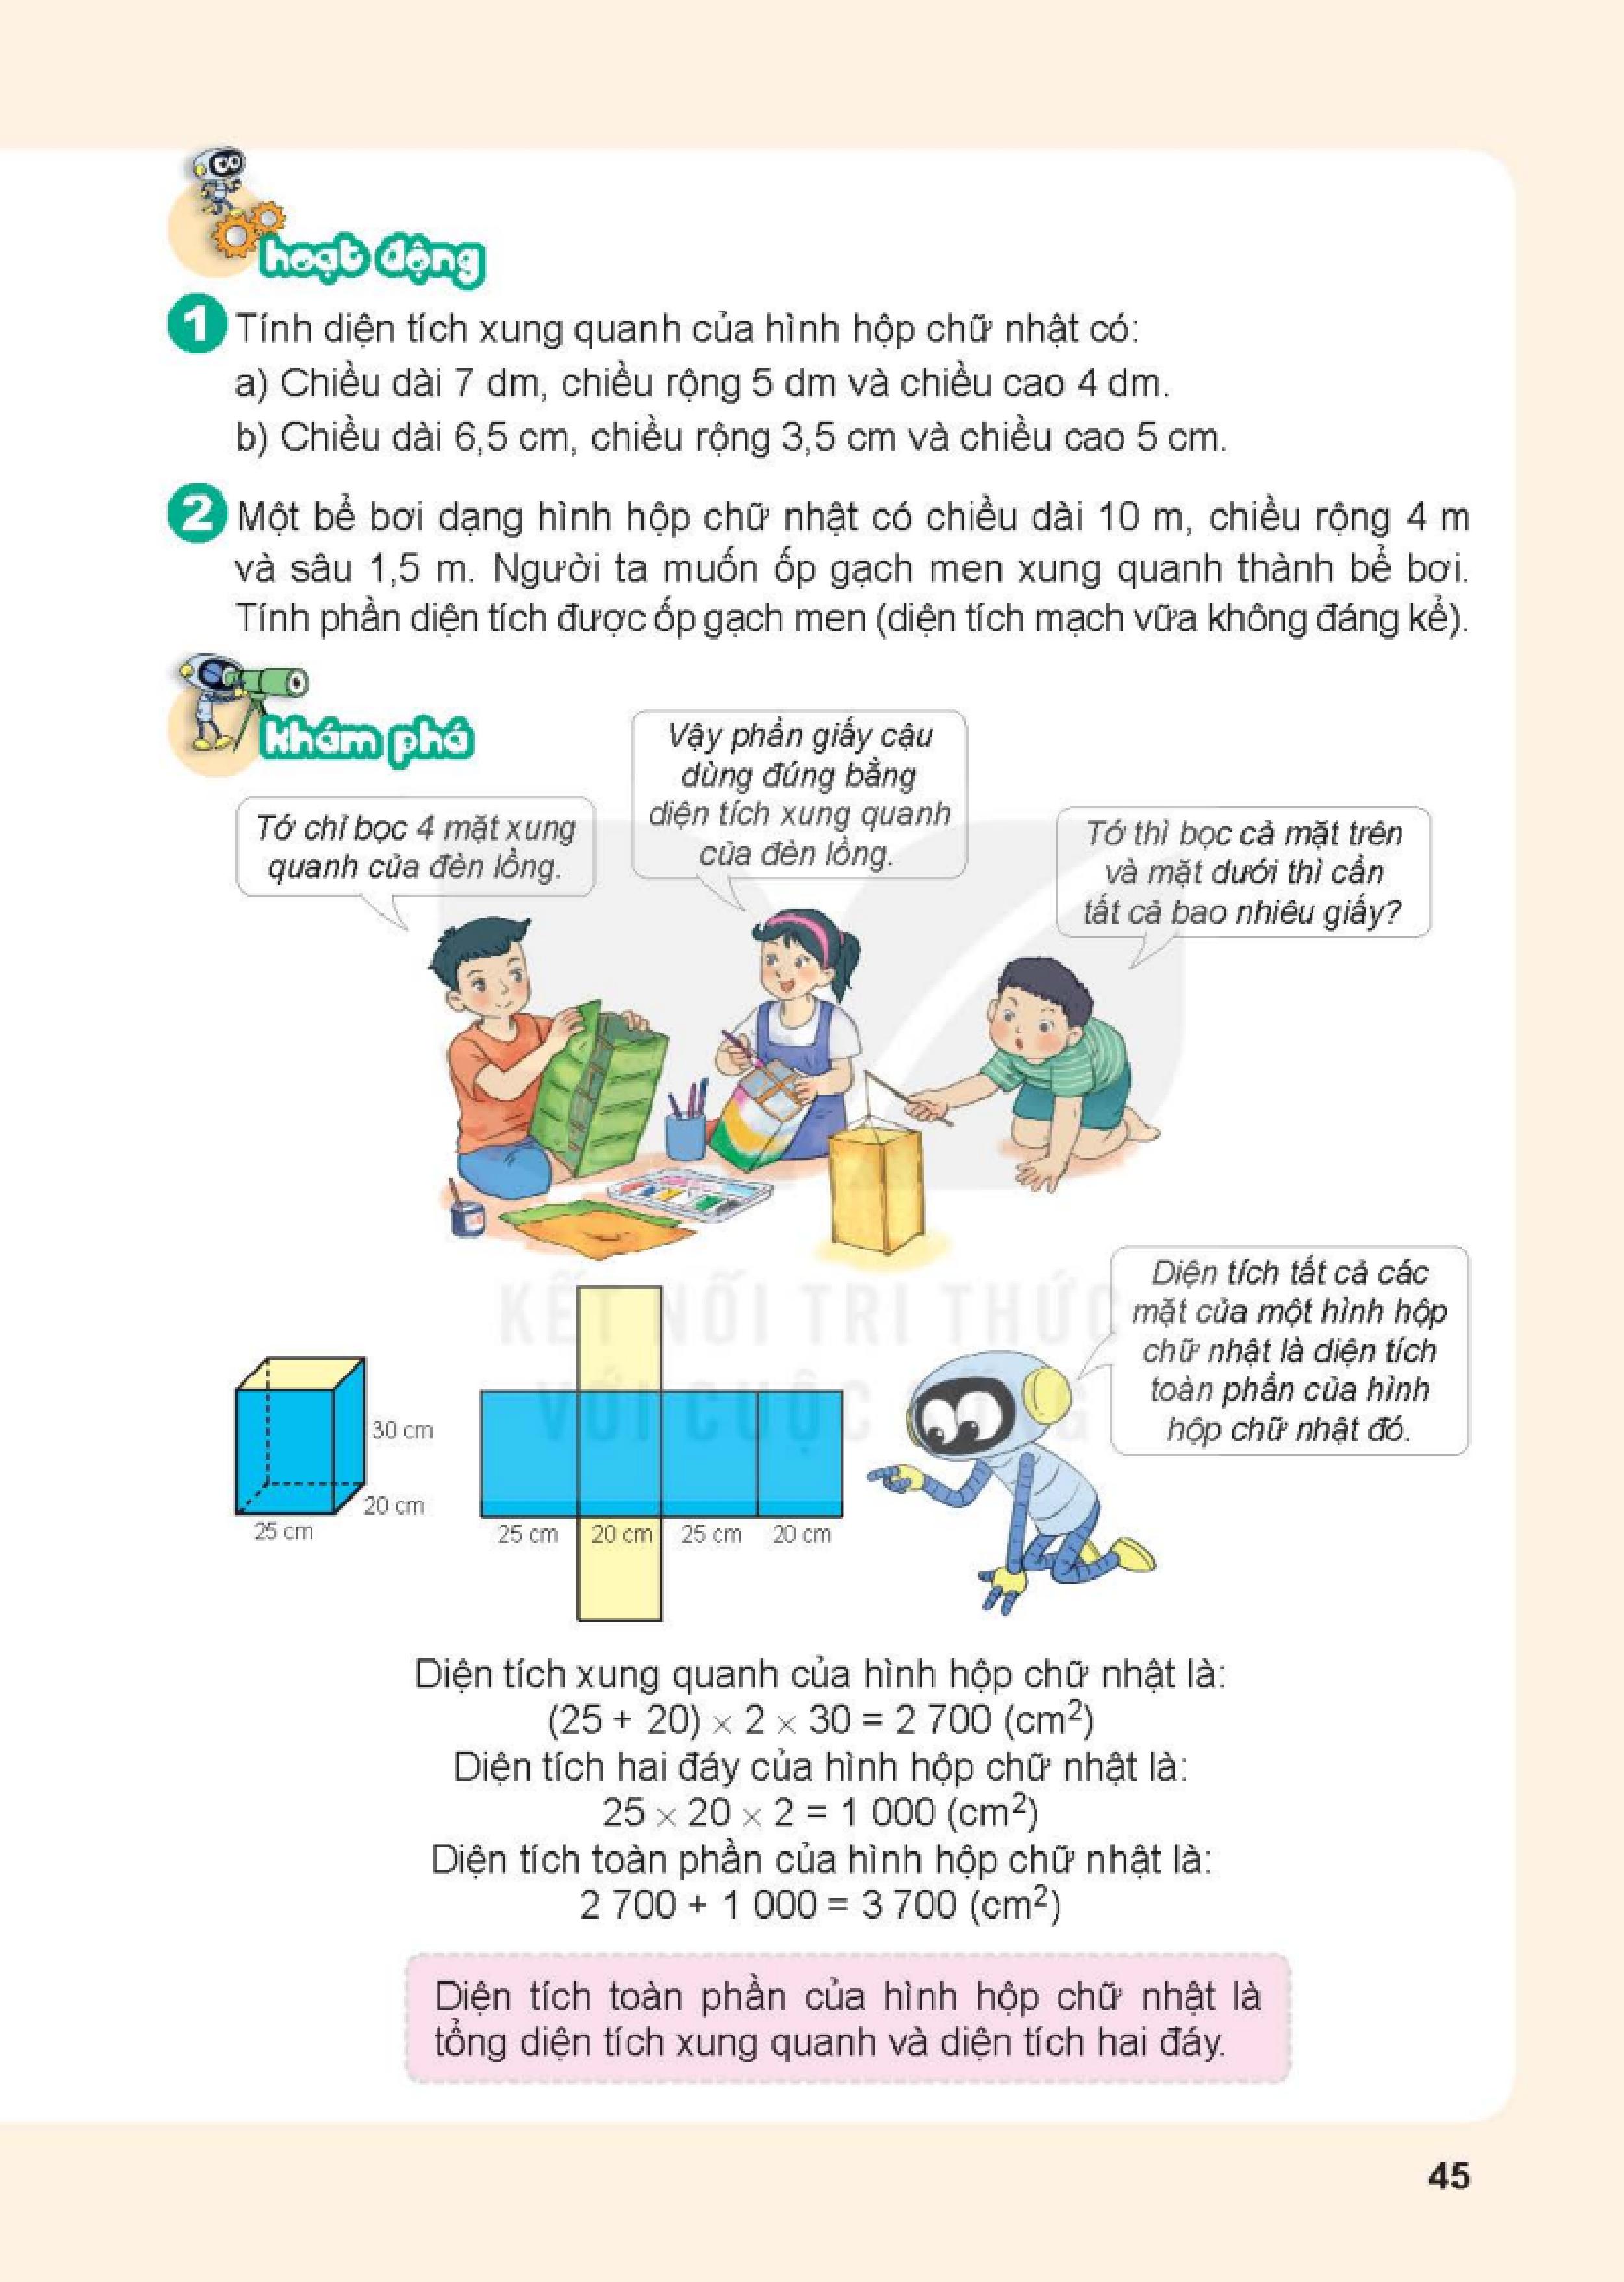 hoạt động
1 Tính diện tích xung quanh của hình hộp chữ nhật có:
a) Chiều dài 7 dm, chiều rộng 5 dm và chiều cao 4 dm.
b) Chiều dài 6,5 cm, chiều rộng 3,5 cm và chiều cao 5 cm.
2 Một bể bơi dạng hình hộp chữ nhật có chiều dài 10 m, chiều rộng 4 m
và sâu 1,5 m. Người ta muốn ốp gạch men xung quanh thành bể bơi.
Tính phần diện tích được ốp gạch men (diện tích mạch vữa không đáng kể).
khám phá
Tớ chỉ bọc 4 mặt xung
quanh của đèn lồng.
Vậy phần giấy cậu
dùng đúng bằng
diện tích xung quanh
của đèn lồng.
Tớ thì bọc cả mặt trên
và mặt dưới thì cần
tất cả bao nhiêu giấy?
KẾT NỐI TRI THỨC
VỚI CUỘC SỐNG
Diện tích tất cả các
mặt của một hình hộp
chữ nhật là diện tích
toàn phần của hình
hộp chữ nhật đó.
30 cm
20 cm
25 cm
25 cm 20 cm 25 cm 20 cm
Diện tích xung quanh của hình hộp chữ nhật là:
(25 + 20) × 2 × 30 = 2 700 (cm²)
Diện tích hai đáy của hình hộp chữ nhật là:
25 × 20 × 2 = 1 000 (cm²)
Diện tích toàn phần của hình hộp chữ nhật là:
2 700 + 1 000 = 3 700 (cm²)
Diện tích toàn phần của hình hộp chữ nhật là
tổng diện tích xung quanh và diện tích hai đáy.
45